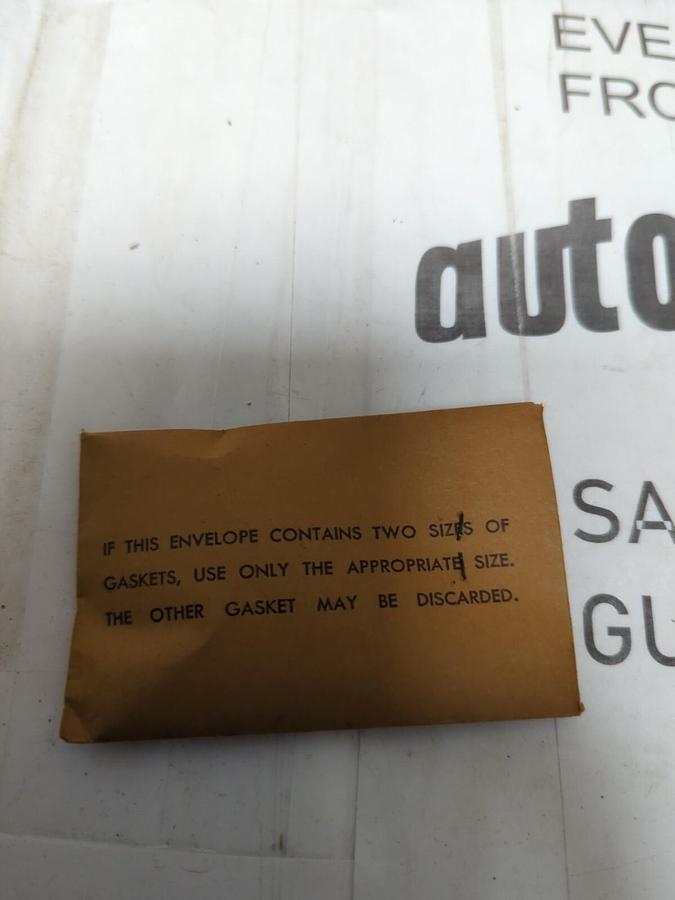 EVE
FRO
auto
IF THIS ENVELOPE CONTAINS TWO SIZES OF
GASKETS, USE ONLY THE APPROPRIATE SIZE.
THE OTHER GASKET MAY BE DISCARDED.
SA
GU